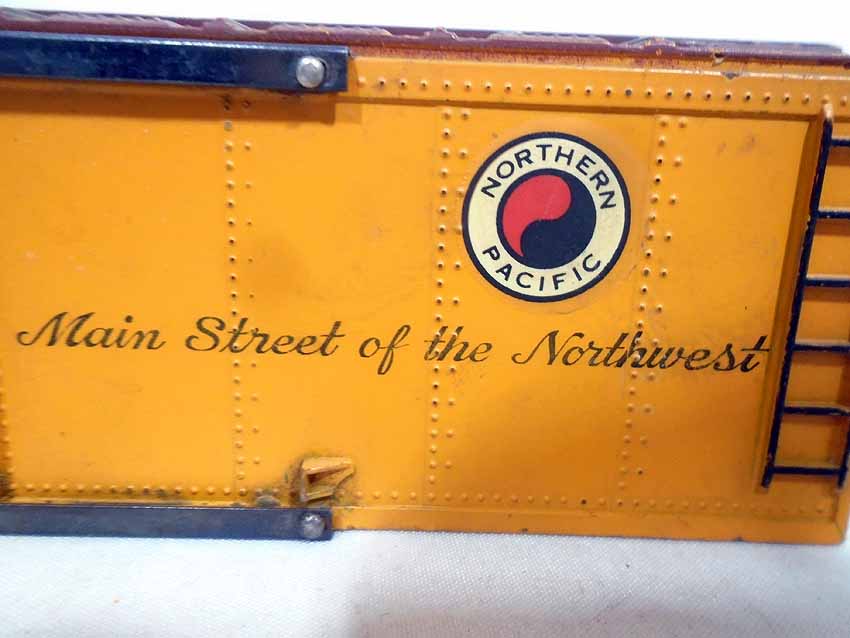 NORTHERN
PACIFIC
Main Street of the Northwest